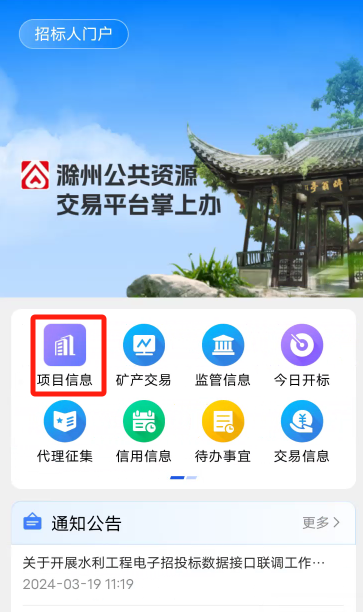 招标人门户
滁州公共资源
交易平台掌上办
项目信息
矿产交易
监管信息
今日开标
代理征集
信用信息
待办事宜
交易信息
通知公告
更多 >
关于开展水利工程电子招投标数据接口联调工作…
2024-03-19 11:19